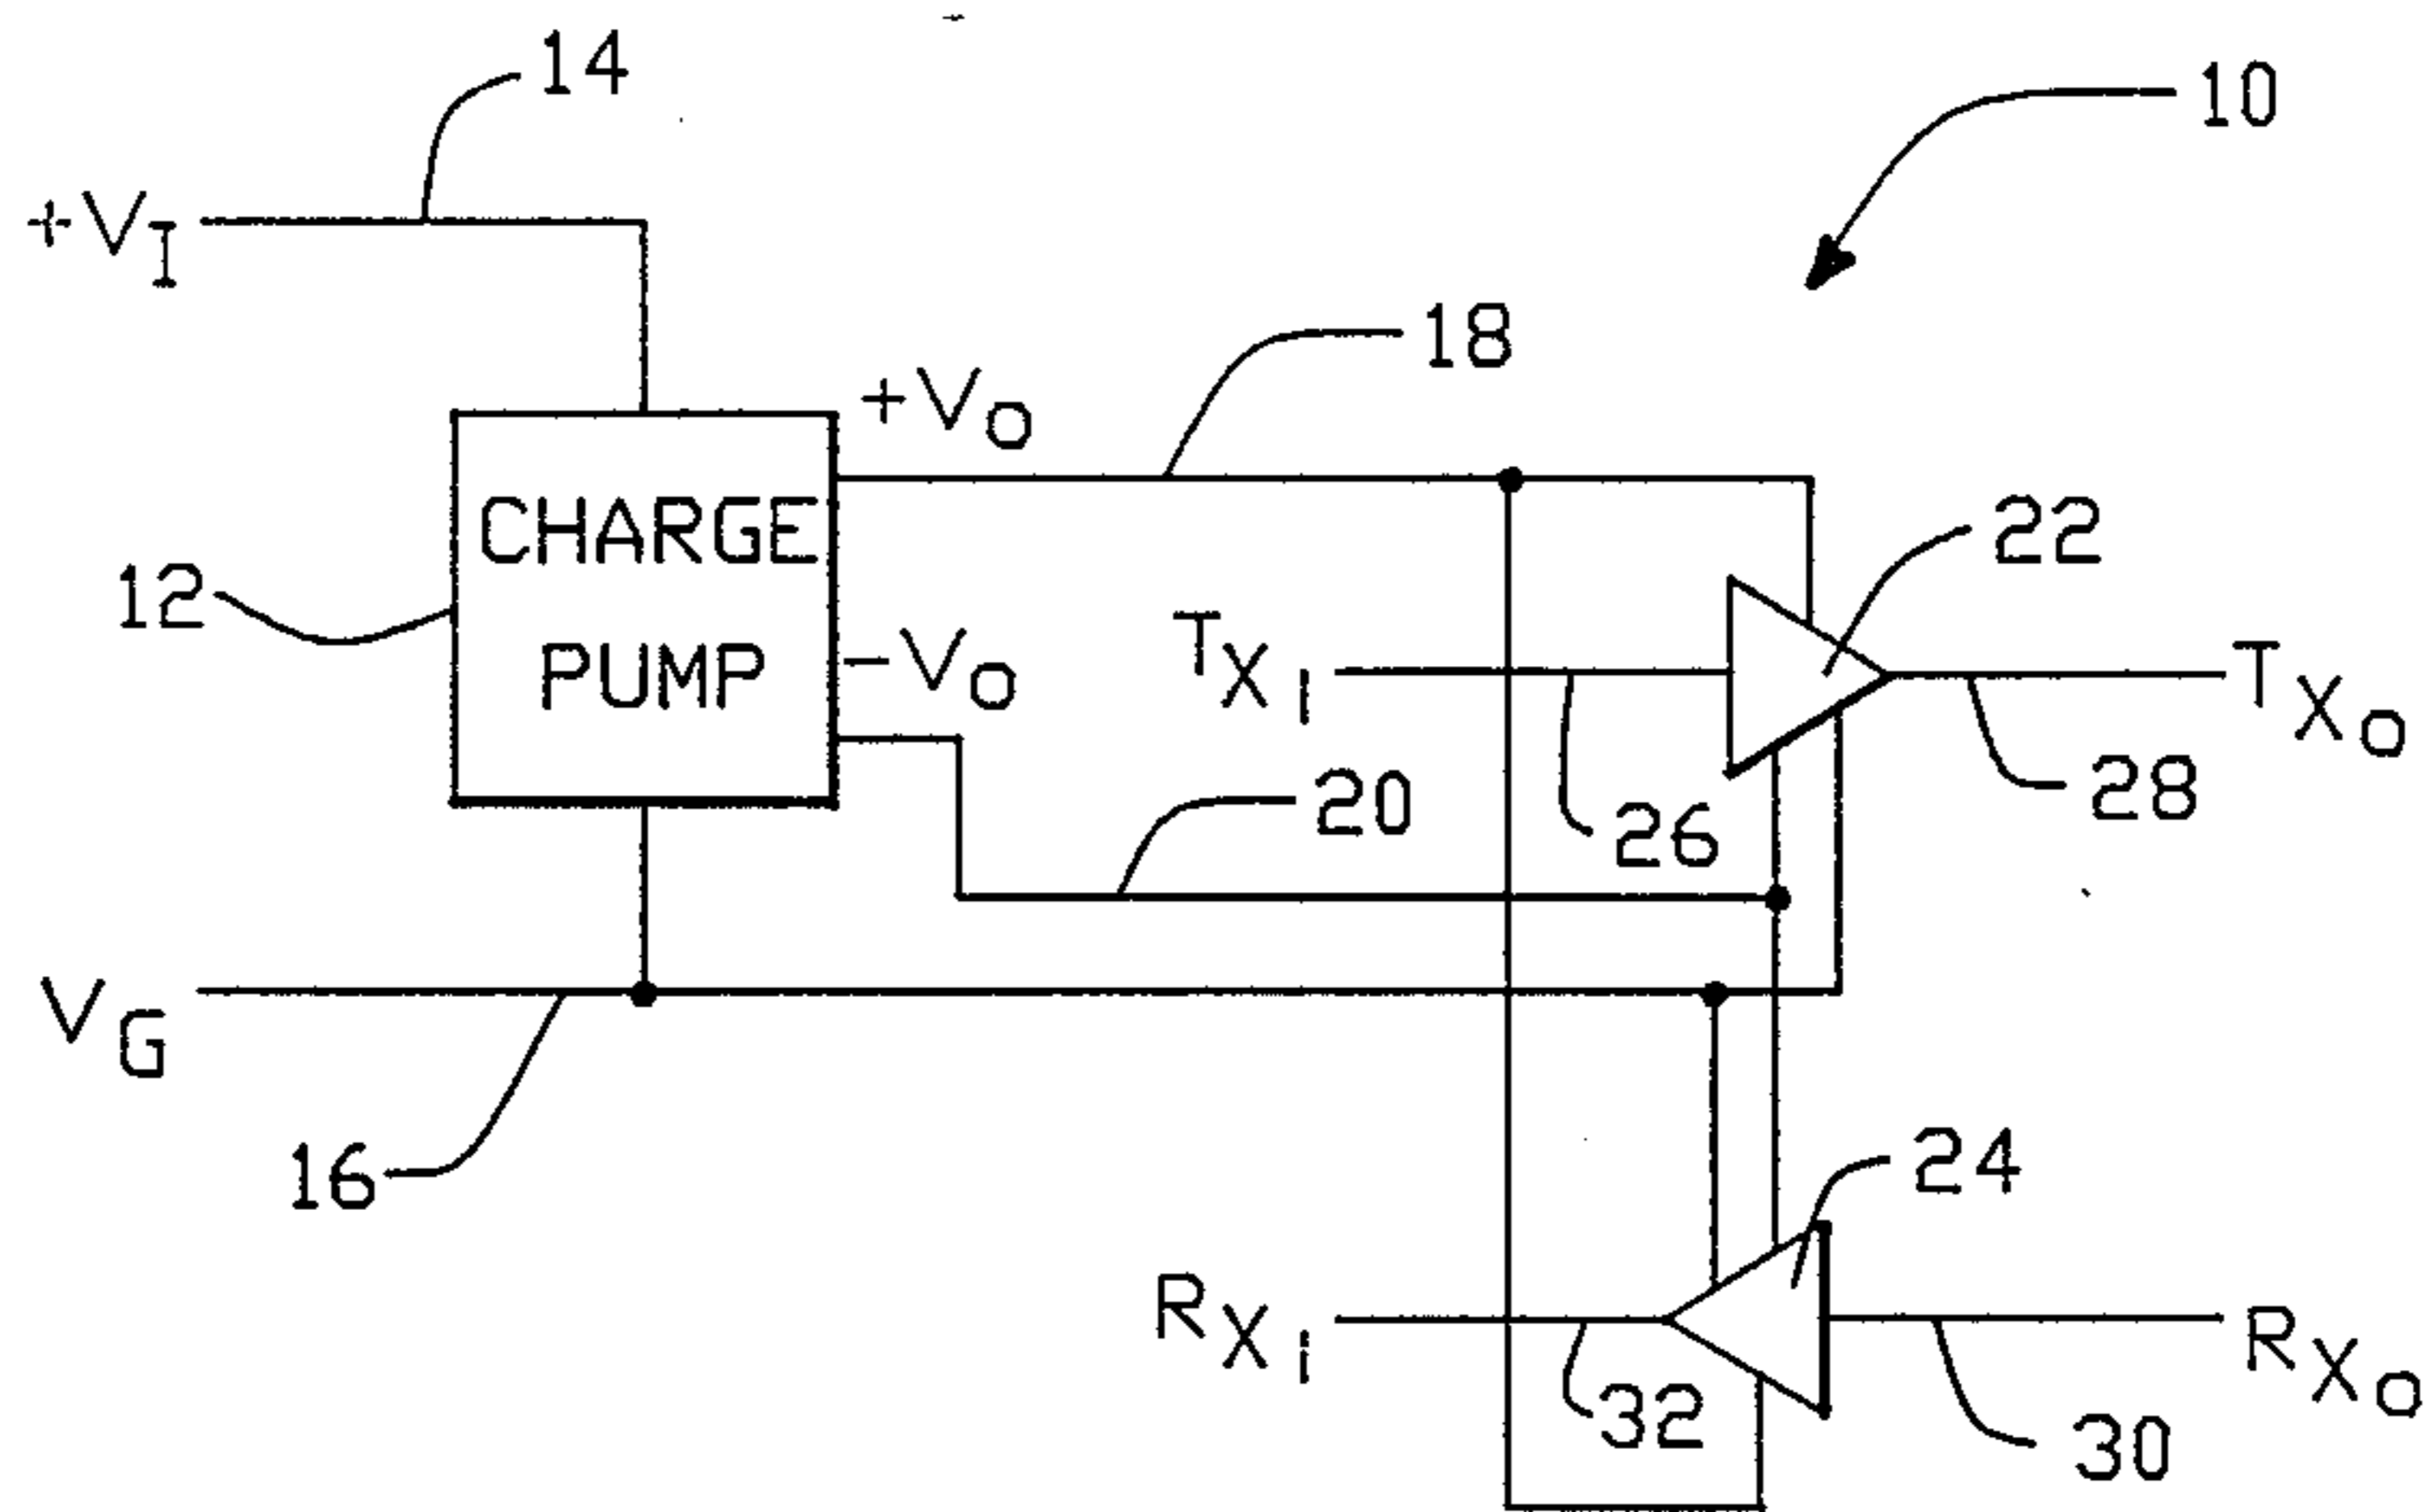 14
10
+VI
18
+VO
CHARGE
22
12
TXI
PUMP
-VO
TXO
20
26
28
VG
16
24
RXI
RXO
32
30